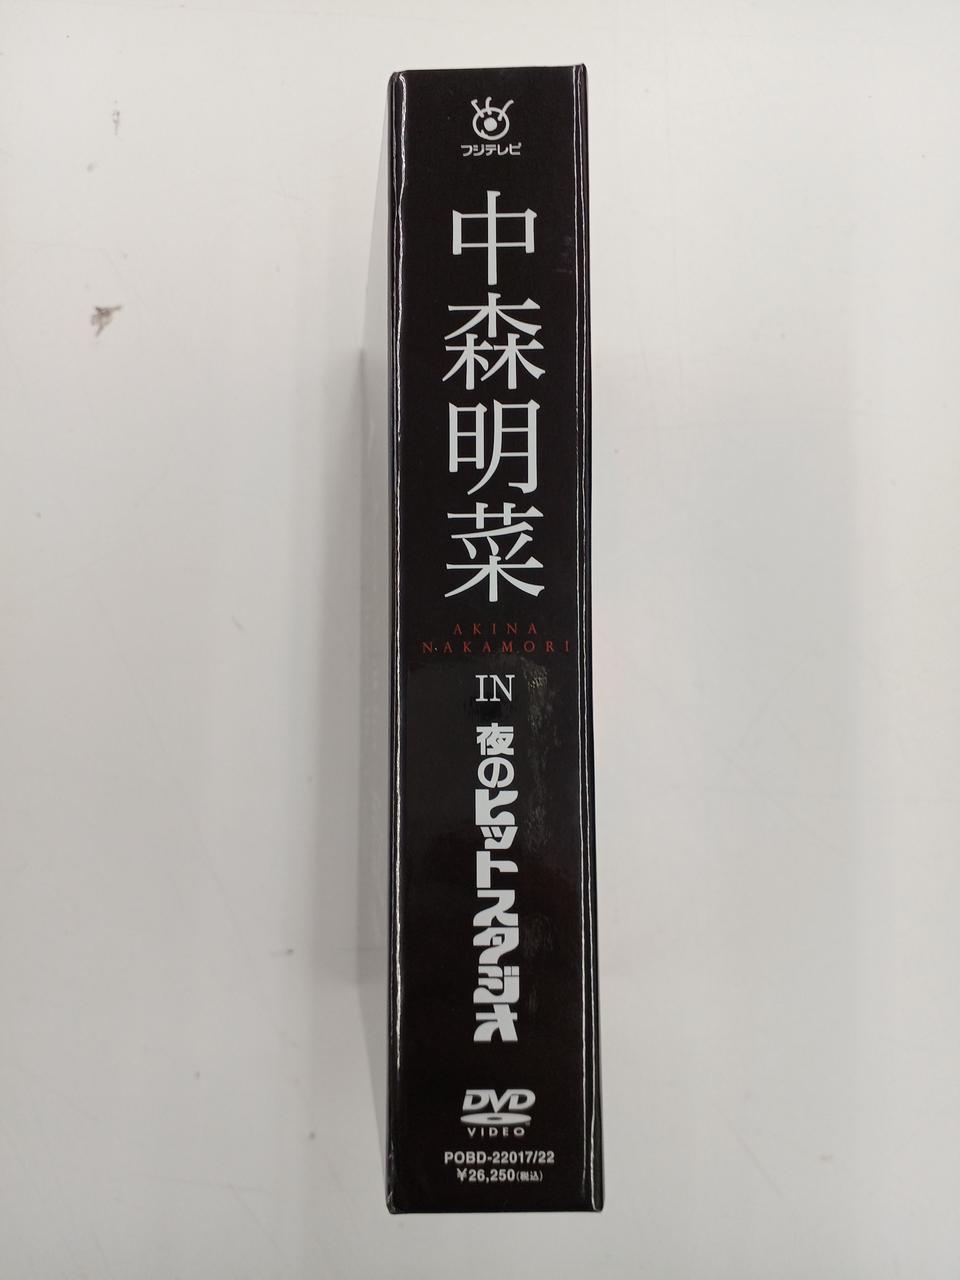 フジテレビ
中森明菜
AKINA
NAKAMORI
IN
夜のヒットスタジオ
DVD
VIDEO
POBD-22017/22
¥26,250(税込)